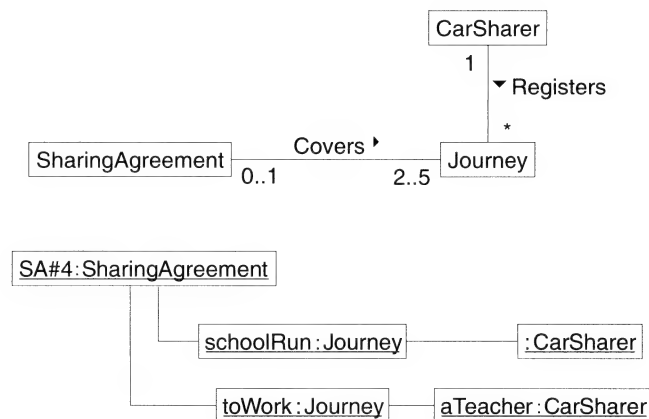 CarSharer
1
Registers
*
Covers
SharingAgreement
Journey
0..1
2..5
SA#4:SharingAgreement
schoolRun:Journey
:CarSharer
toWork:Journey
aTeacher:CarSharer